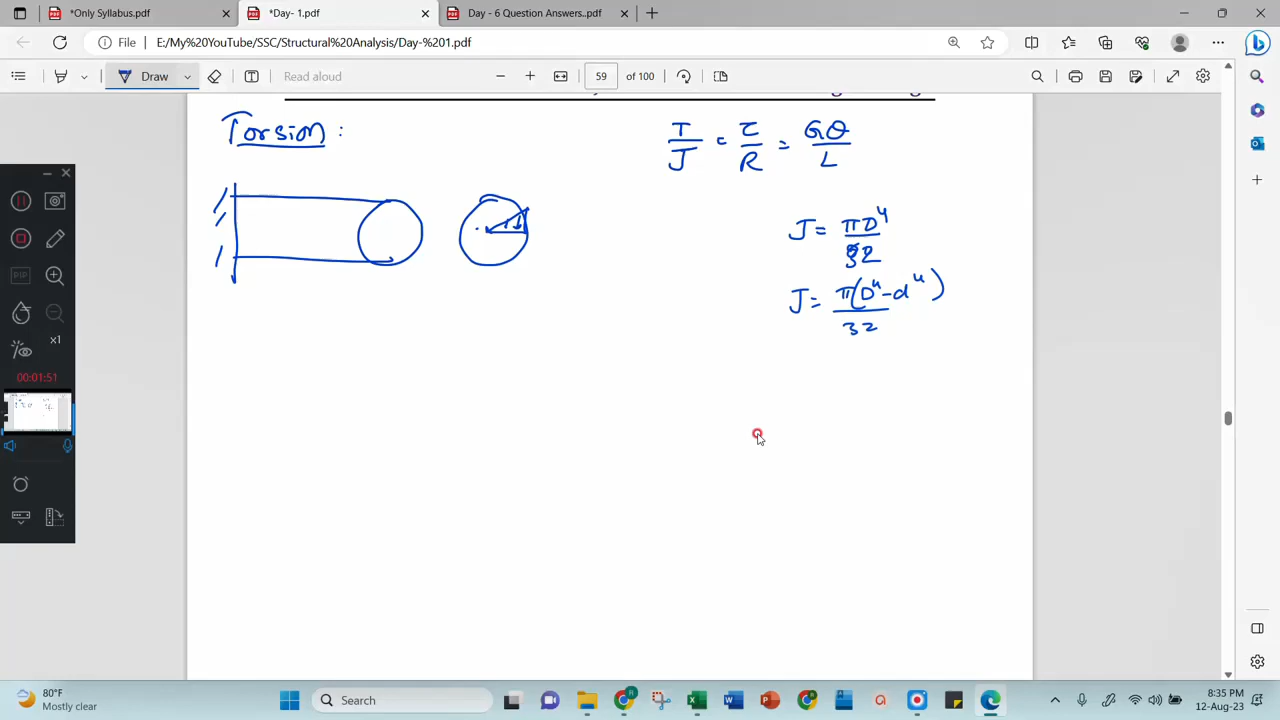 *Only Syllabus.pdf
*Day- 1.pdf
Day - 6 Question Answers..pdf
File E:/My%20YouTube/SSC/Structural%20Analysis/Day-%201.pdf
Draw Read aloud 59 of 100
Torsion :
T/J = τ/R = Gθ/L
J = πD⁴/32
J = π(D⁴-d⁴)/32
PIP
x1
00:01:51
80°F
Mostly clear
Search
8:35 PM
12-Aug-23